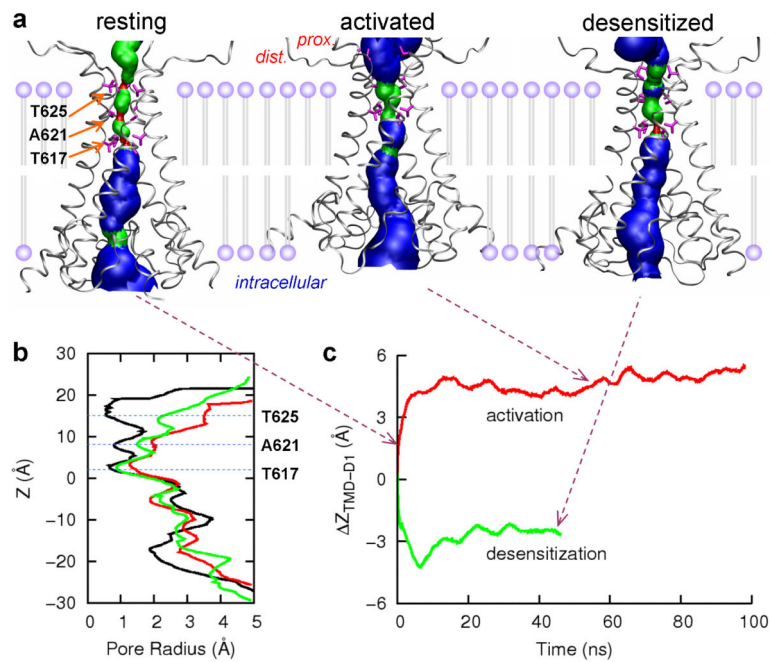 a
resting
activated
desensitized
prox.
dist.
T625
A621
T617
intracellular
b
c
30
20
10
0
−10
−20
−30
Z (Å)
0 1 2 3 4 5
Pore Radius (Å)
T625
A621
T617
6
3
0
−3
−6
ΔZTMD−D1 (Å)
activation
desensitization
0 20 40 60 80 100
Time (ns)